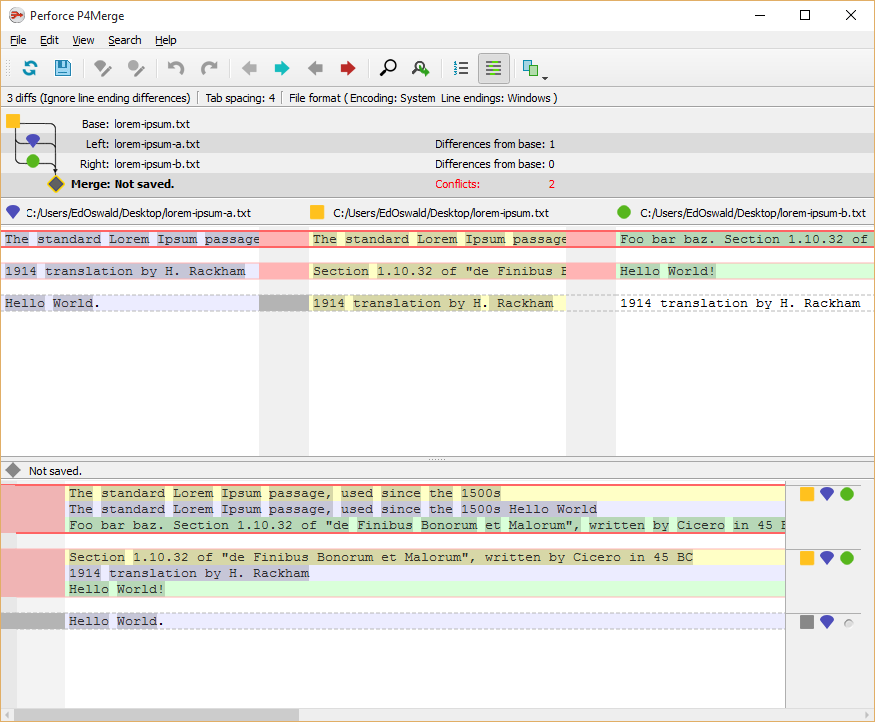 Perforce P4Merge
File Edit View Search Help
3 diffs (Ignore line ending differences) Tab spacing: 4 File format ( Encoding: System Line endings: Windows )
Base: lorem-ipsum.txt
Left: lorem-ipsum-a.txt Differences from base: 1
Right: lorem-ipsum-b.txt Differences from base: 0
Merge: Not saved. Conflicts: 2
C:/Users/EdOswald/Desktop/lorem-ipsum-a.txt C:/Users/EdOswald/Desktop/lorem-ipsum.txt C:/Users/EdOswald/Desktop/lorem-ipsum-b.txt
The standard Lorem Ipsum passage The standard Lorem Ipsum passage Foo bar baz. Section 1.10.32 of
1914 translation by H. Rackham Section 1.10.32 of "de Finibus Hello World!
Hello World. 1914 translation by H. Rackham 1914 translation by H. Rackham
Not saved.
The standard Lorem Ipsum passage, used since the 1500s
The standard Lorem Ipsum passage, used since the 1500s Hello World
Foo bar baz. Section 1.10.32 of "de Finibus Bonorum et Malorum", written by Cicero in 45
Section 1.10.32 of "de Finibus Bonorum et Malorum", written by Cicero in 45 BC
1914 translation by H. Rackham
Hello World!
Hello World.